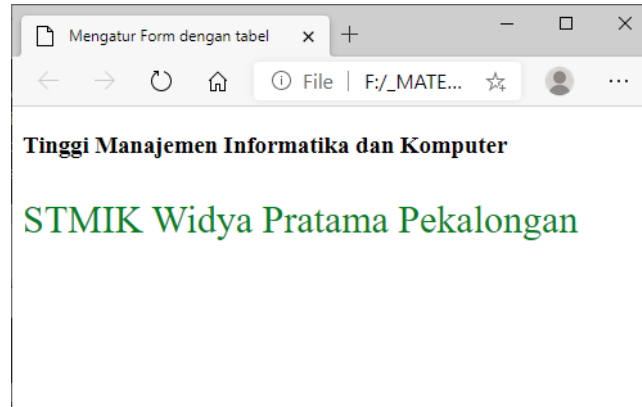 Mengatur Form dengan tabel
File | F:/_MATE...
Tinggi Manajemen Informatika dan Komputer
STMIK Widya Pratama Pekalongan